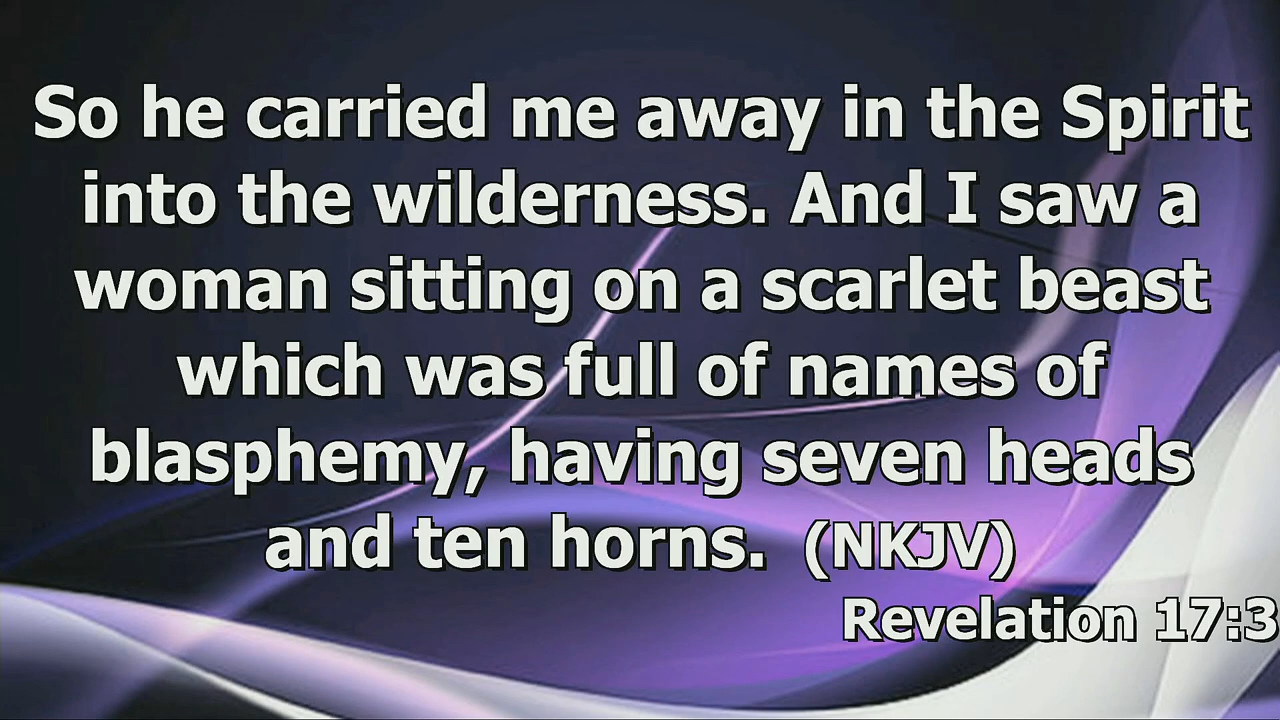 So he carried me away in the Spirit
into the wilderness. And I saw a
woman sitting on a scarlet beast
which was full of names of
blasphemy, having seven heads
and ten horns. (NKJV)
Revelation 17:3